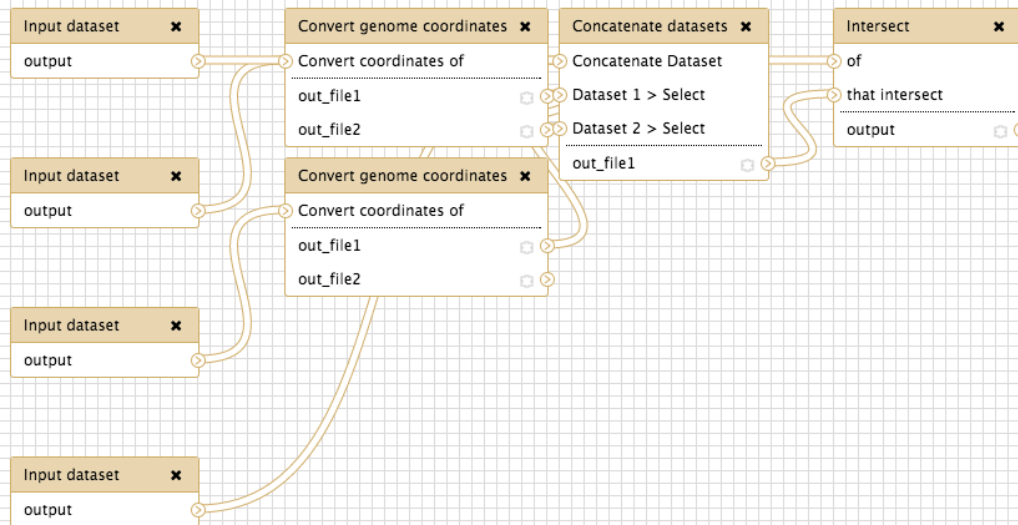 Input dataset ✖
output
Input dataset ✖
output
Input dataset ✖
output
Input dataset ✖
output
Convert genome coordinates ✖
Convert coordinates of
out_file1
out_file2
Convert genome coordinates ✖
Convert coordinates of
out_file1
out_file2
Concatenate datasets ✖
Concatenate Dataset
Dataset 1 > Select
Dataset 2 > Select
out_file1
Intersect ✖
of
that intersect
output